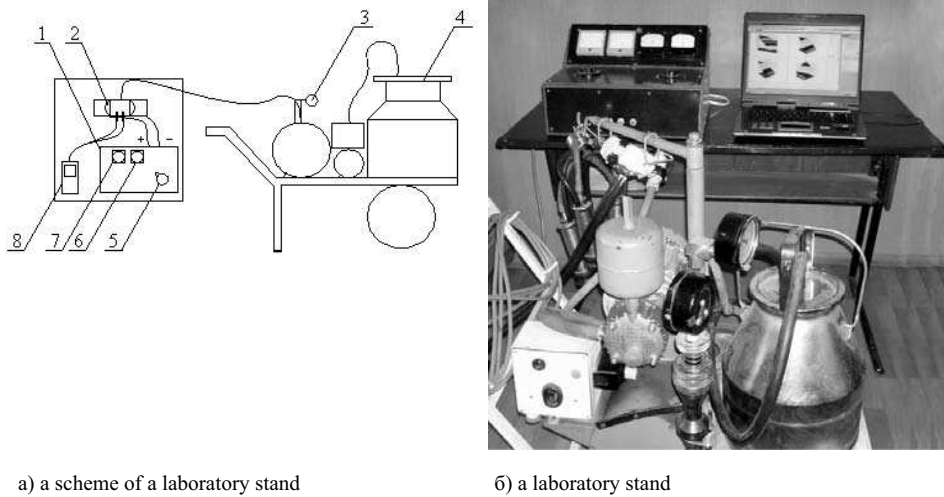 1 2 3 4
+ −
8 7 6 5
а) a scheme of a laboratory stand
б) a laboratory stand